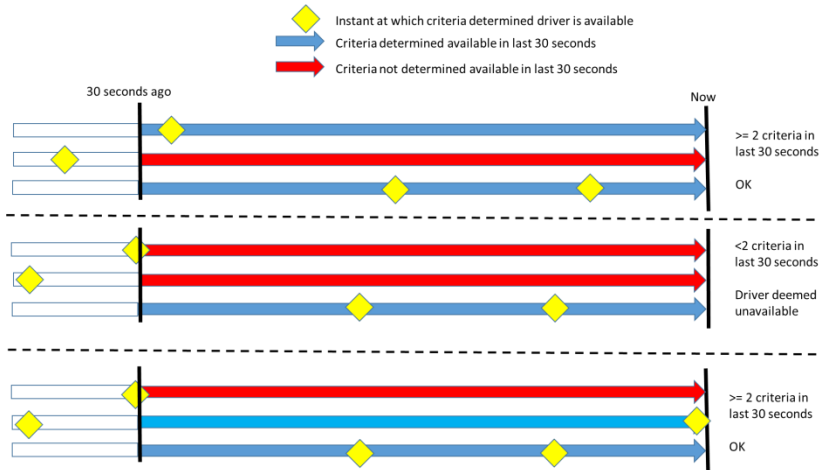 Instant at which criteria determined driver is available
Criteria determined available in last 30 seconds
Criteria not determined available in last 30 seconds
30 seconds ago
Now
>= 2 criteria in
last 30 seconds
OK
<2 criteria in
last 30 seconds
Driver deemed
unavailable
>= 2 criteria in
last 30 seconds
OK